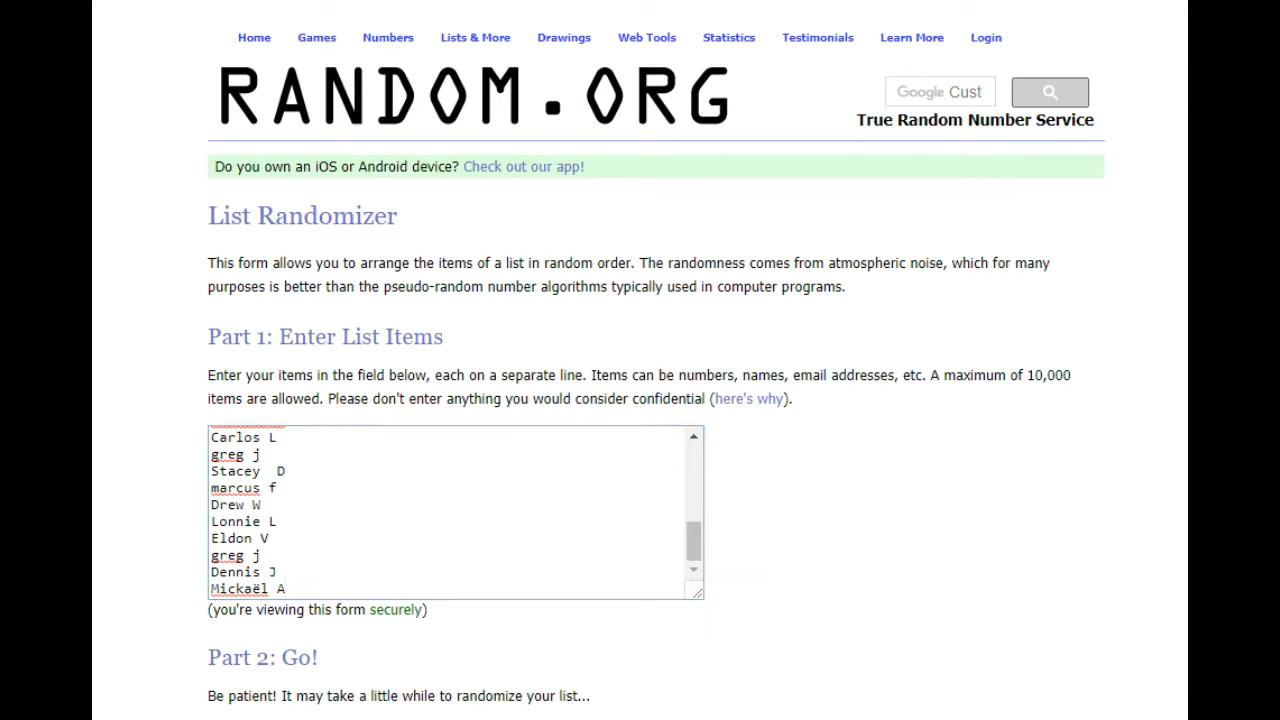 Home Games Numbers Lists & More Drawings Web Tools Statistics Testimonials Learn More Login
RANDOM.ORG
Google Cust
True Random Number Service
Do you own an iOS or Android device? Check out our app!
List Randomizer
This form allows you to arrange the items of a list in random order. The randomness comes from atmospheric noise, which for many
purposes is better than the pseudo-random number algorithms typically used in computer programs.
Part 1: Enter List Items
Enter your items in the field below, each on a separate line. Items can be numbers, names, email addresses, etc. A maximum of 10,000
items are allowed. Please don't enter anything you would consider confidential (here's why).
Carlos L
greg j
Stacey  D
marcus f
Drew W
Lonnie L
Eldon V
greg j
Dennis J
Mickaël A
(you're viewing this form securely)
Part 2: Go!
Be patient! It may take a little while to randomize your list...